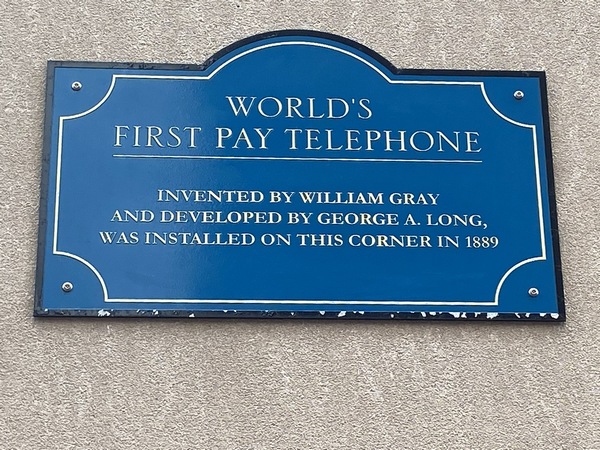 WORLD'S
FIRST PAY TELEPHONE
INVENTED BY WILLIAM GRAY
AND DEVELOPED BY GEORGE A. LONG,
WAS INSTALLED ON THIS CORNER IN 1889